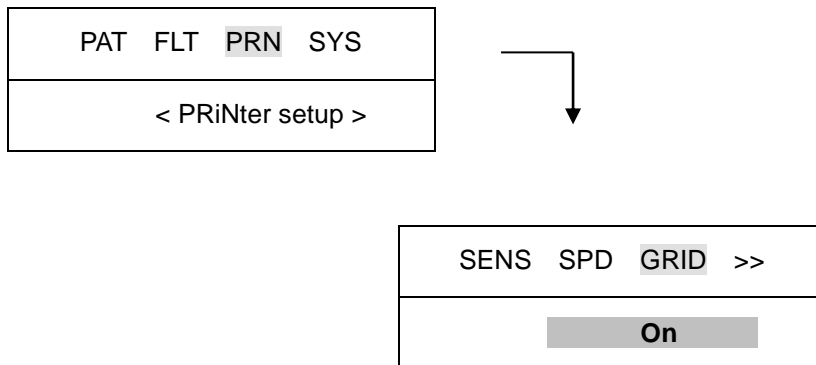 PAT FLT PRN SYS
< PRiNter setup >
SENS SPD GRID >>
On